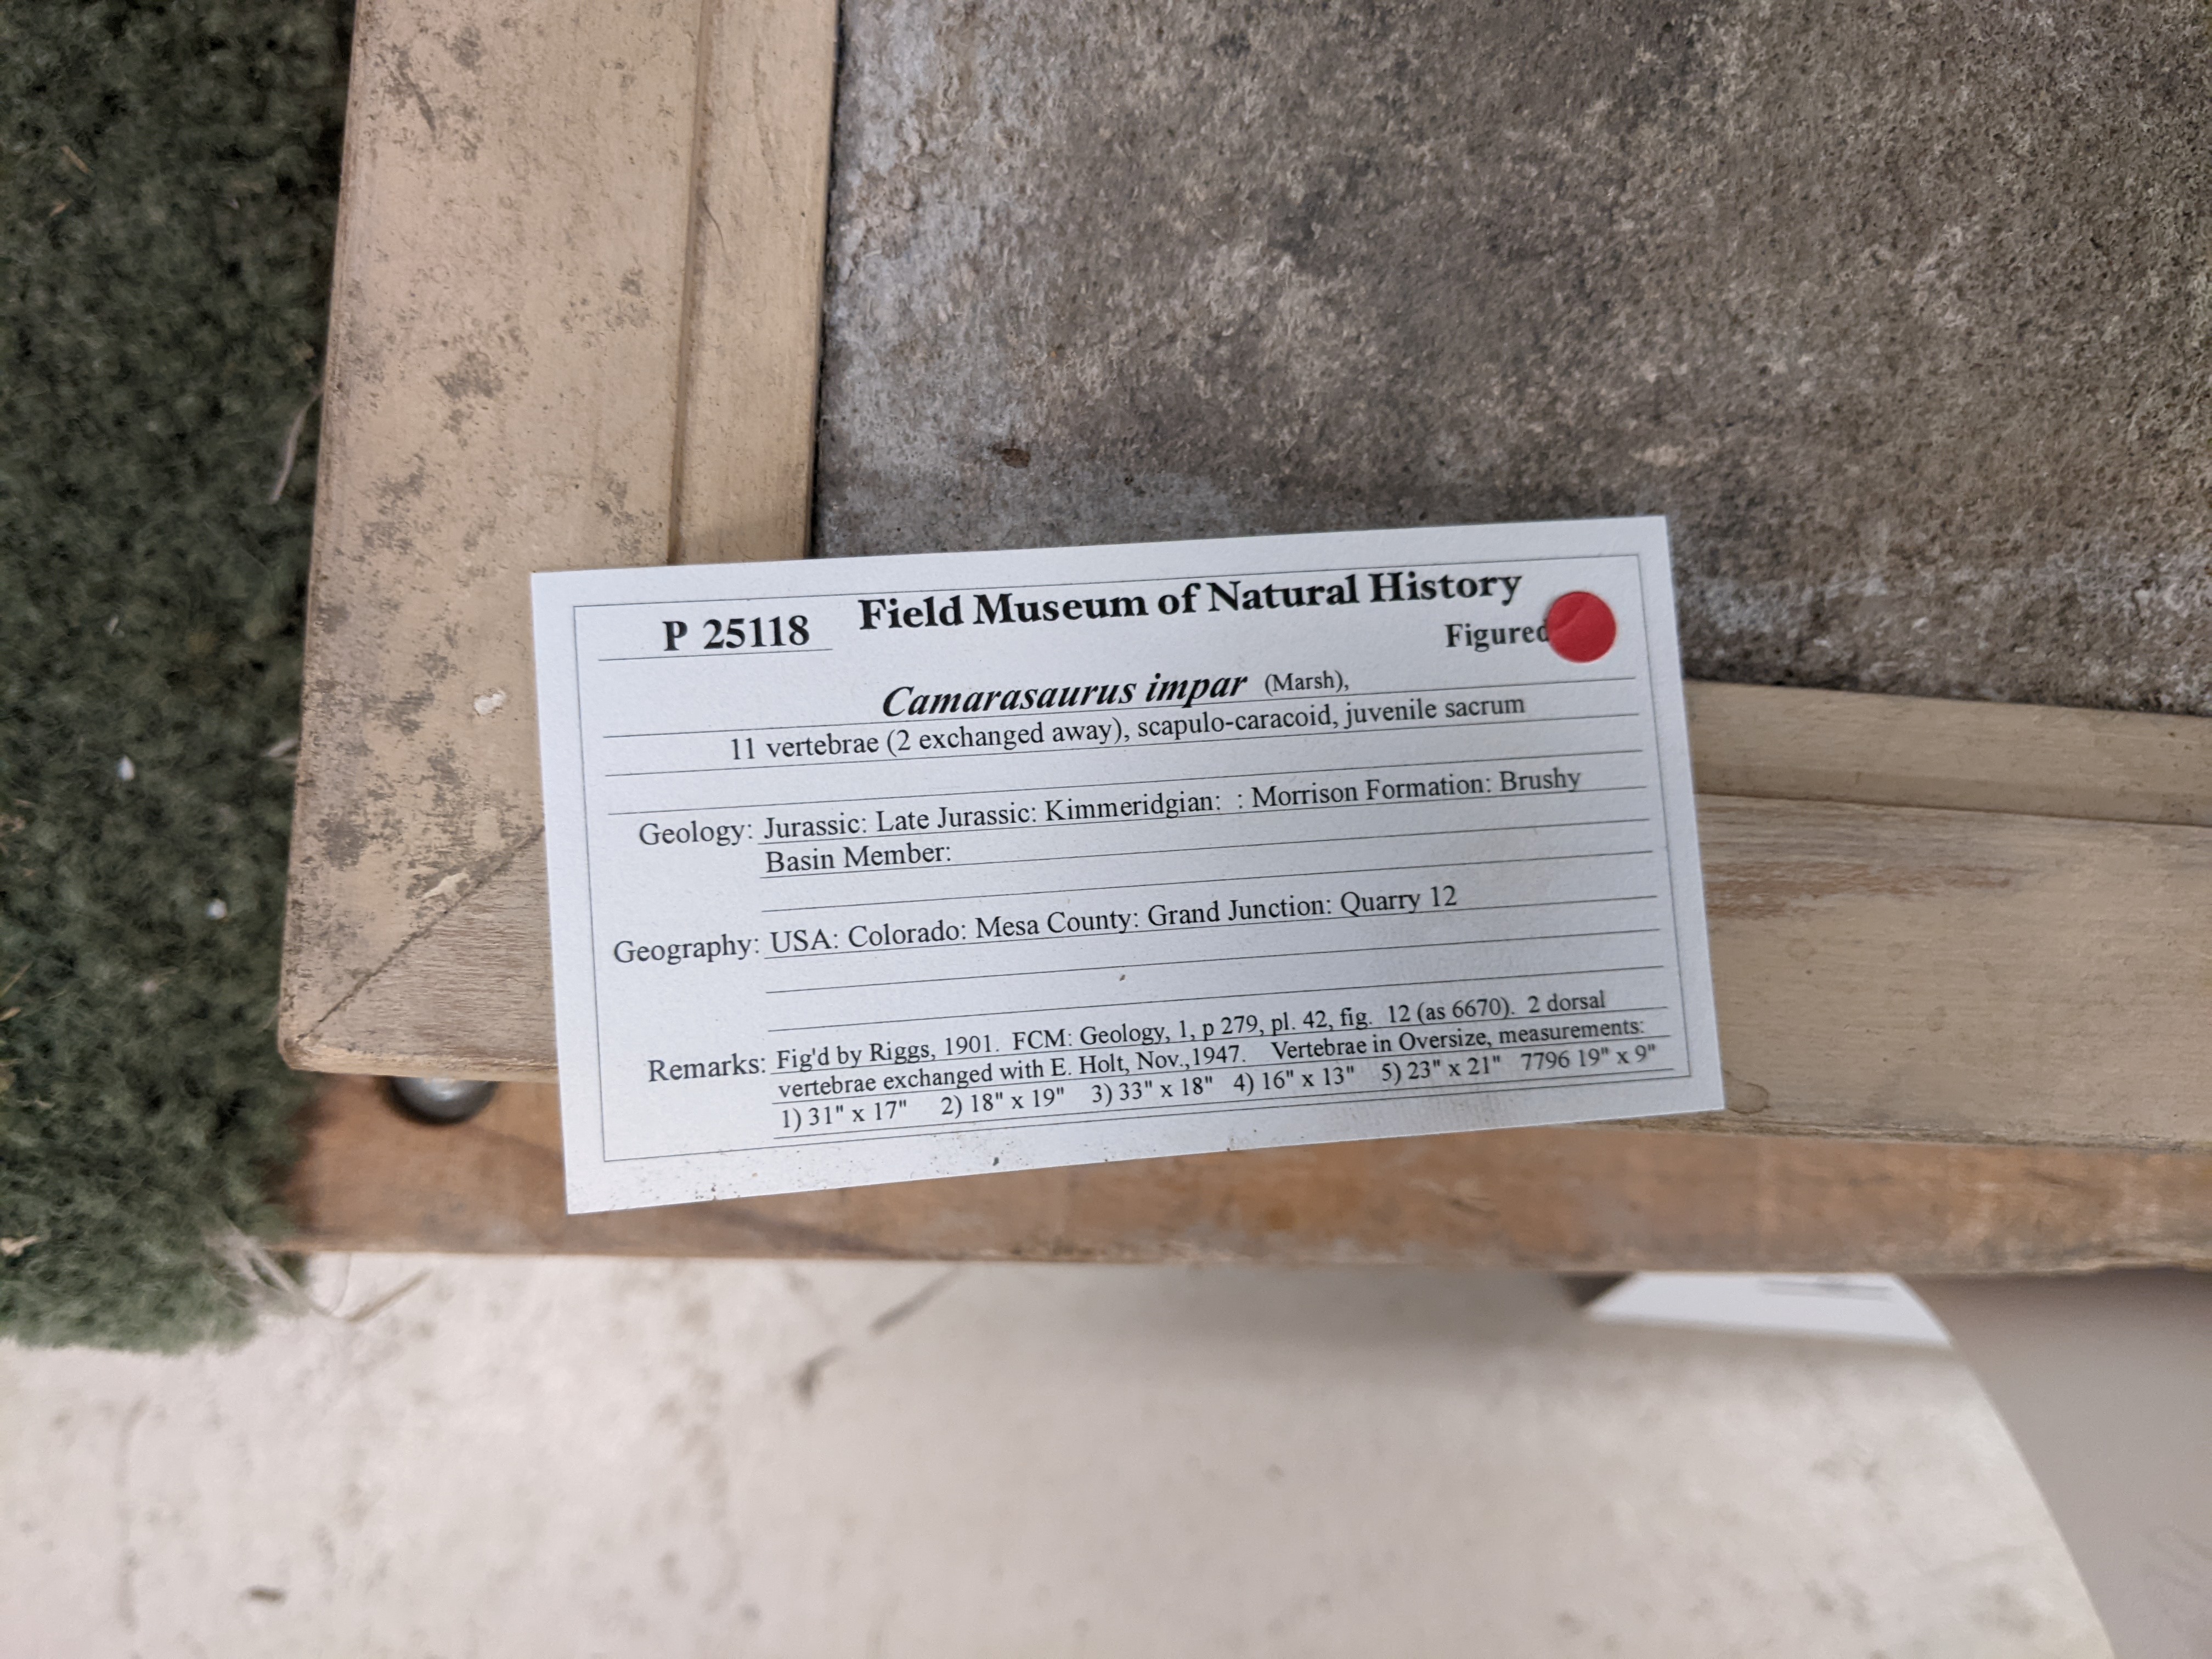 P 25118 Field Museum of Natural History
Figured
Camarasaurus impar (Marsh),
11 vertebrae (2 exchanged away), scapulo-caracoid, juvenile sacrum
Geology: Jurassic: Late Jurassic: Kimmeridgian: : Morrison Formation: Brushy
Basin Member:
Geography: USA: Colorado: Mesa County: Grand Junction: Quarry 12
Remarks: Fig'd by Riggs, 1901. FCM: Geology, 1, p 279, pl. 42, fig. 12 (as 6670). 2 dorsal
vertebrae exchanged with E. Holt, Nov.,1947. Vertebrae in Oversize, measurements:
1) 31" x 17" 2) 18" x 19" 3) 33" x 18" 4) 16" x 13" 5) 23" x 21" 7796 19" x 9"